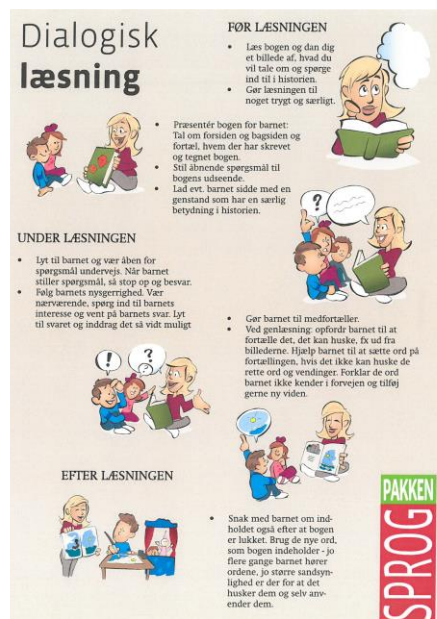 Dialogisk
læsning
FØR LÆSNINGEN
• Læs bogen og dan dig
et billede af, hvad du
vil tale om og spørge
ind til i historien.
• Gør læsningen til
noget trygt og særligt.
• Præsentér bogen for barnet:
Tal om forsiden og bagsiden og
fortæl, hvem der har skrevet
og tegnet bogen.
• Stil åbnende spørgsmål til
bogens udseende.
• Lad evt. barnet sidde med en
genstand som har en særlig
betydning i historien.
?
UNDER LÆSNINGEN
• Lyt til barnet og vær åben for
spørgsmål undervejs. Når barnet
stiller spørgsmål, så stop op og besvar.
• Følg barnets nysgerrighed. Vær
nærværende, spørg ind til barnets
interesse og vent på barnets svar. Lyt
til svaret og inddrag det så vidt muligt
• Gør barnet til medfortæller.
• Ved genlæsning: opfordr barnet til at
fortælle det, det kan huske, fx ud fra
billederne. Hjælp barnet til at sætte ord på
fortællingen, hvis det ikke kan huske de
rette ord og vendinger. Forklar de ord
barnet ikke kender i forvejen og tilføj
gerne ny viden.
! ?
EFTER LÆSNINGEN
• Snak med barnet om ind-
holdet også efter at bogen
er lukket. Brug de nye ord,
som bogen indeholder - jo
flere gange barnet hører
ordene, jo større sandsyn-
lighed er der for at det
husker dem og selv anv-
ender dem.
PAKKEN
SPROG